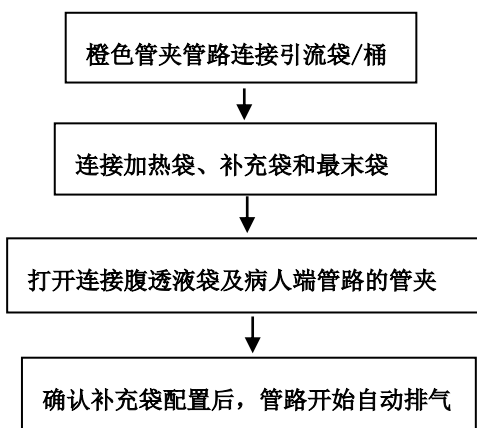 橙色管夹管路连接引流袋/桶
连接加热袋、补充袋和最末袋
打开连接腹透液袋及病人端管路的管夹
确认补充袋配置后，管路开始自动排气